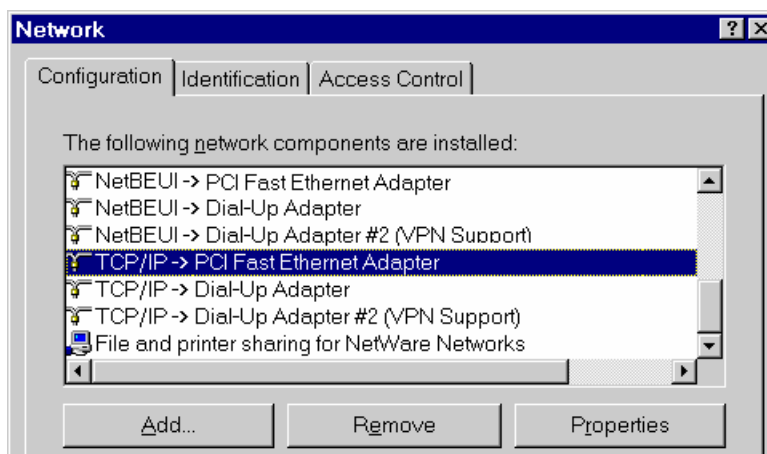 Network
Configuration Identification Access Control
The following network components are installed:
NetBEUI -> PCI Fast Ethernet Adapter
NetBEUI -> Dial-Up Adapter
NetBEUI -> Dial-Up Adapter #2 (VPN Support)
TCP/IP -> PCI Fast Ethernet Adapter
TCP/IP -> Dial-Up Adapter
TCP/IP -> Dial-Up Adapter #2 (VPN Support)
File and printer sharing for NetWare Networks
Add... Remove Properties